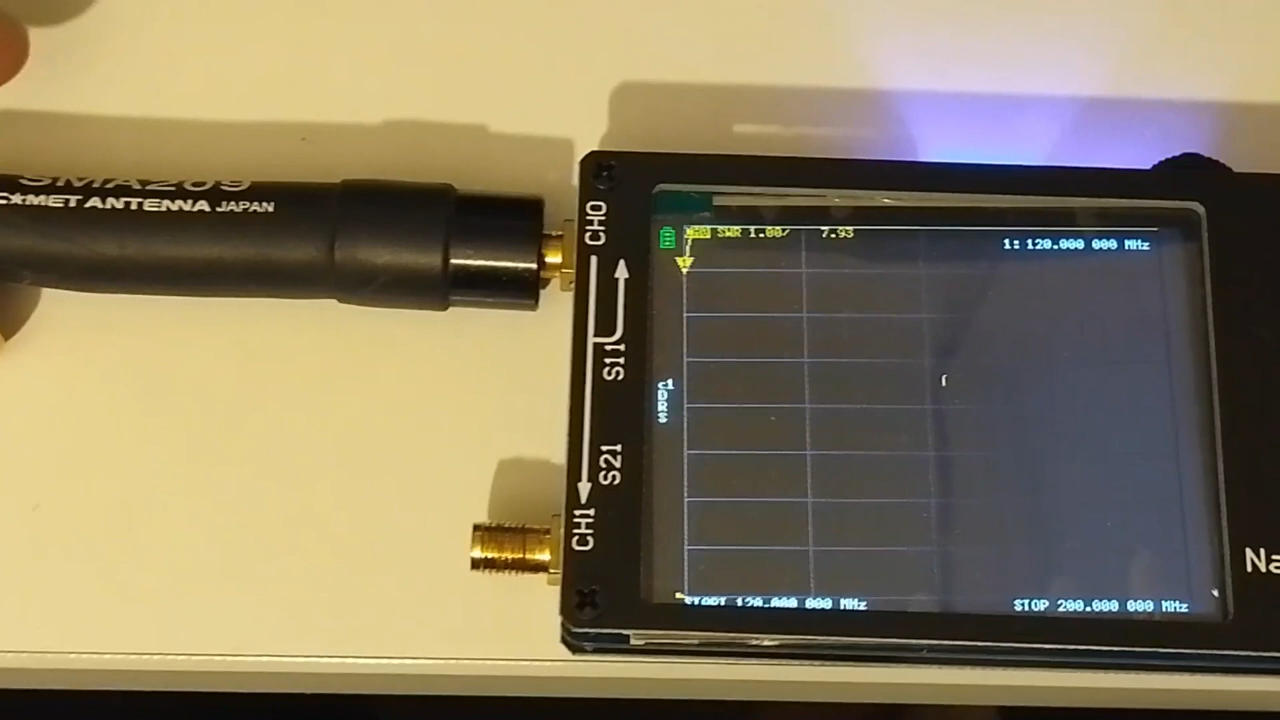 SMA209
C★MET ANTENNA JAPAN
CH0
S11
S21
CH1
SWR 1.00/ 7.93
1: 120.000 000 MHz
START 120.000 000 MHz
STOP 200.000 000 MHz
Na